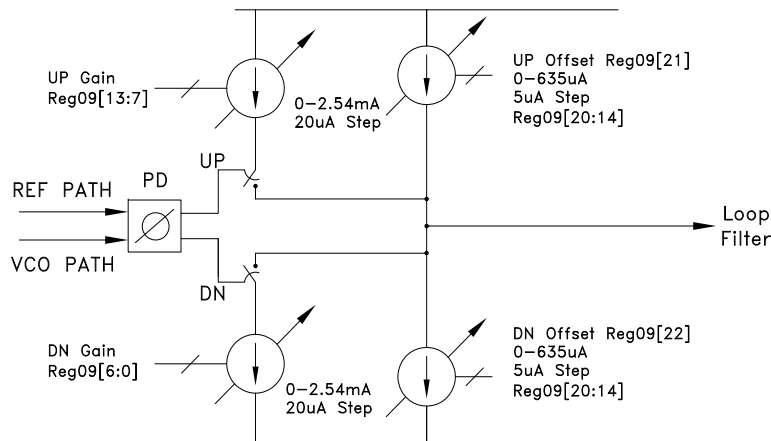 UP Gain
Reg09[13:7]
0-2.54mA
20uA Step
UP Offset Reg09[21]
0-635uA
5uA Step
Reg09[20:14]
UP
PD
REF PATH
VCO PATH
Loop
Filter
DN
DN Gain
Reg09[6:0]
0-2.54mA
20uA Step
DN Offset Reg09[22]
0-635uA
5uA Step
Reg09[20:14]